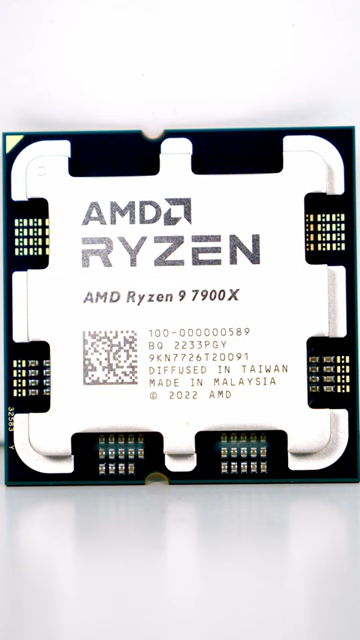 AMD
RYZEN
AMD Ryzen 9 7900X
100-000000589
BQ 2233PGY
9KN7726T20091
DIFFUSED IN TAIWAN
MADE IN MALAYSIA
© 2022 AMD
32583 Y